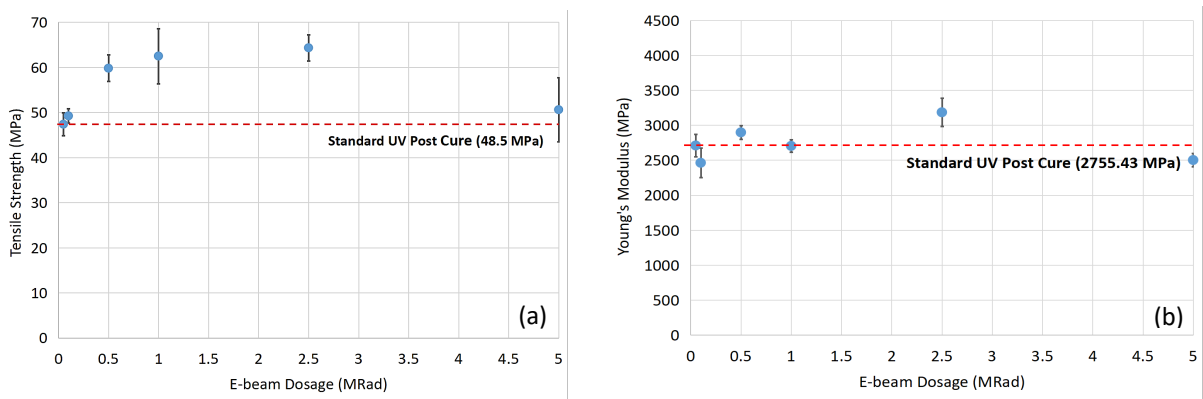 70
60
50
40
30
20
10
0
Tensile Strength (MPa)
Standard UV Post Cure (48.5 MPa)
(a)
0 0.5 1 1.5 2 2.5 3 3.5 4 4.5 5
E-beam Dosage (MRad)
4500
4000
3500
3000
2500
2000
1500
1000
500
0
Young's Modulus (MPa)
Standard UV Post Cure (2755.43 MPa)
(b)
0 0.5 1 1.5 2 2.5 3 3.5 4 4.5 5
E-beam Dosage (MRad)